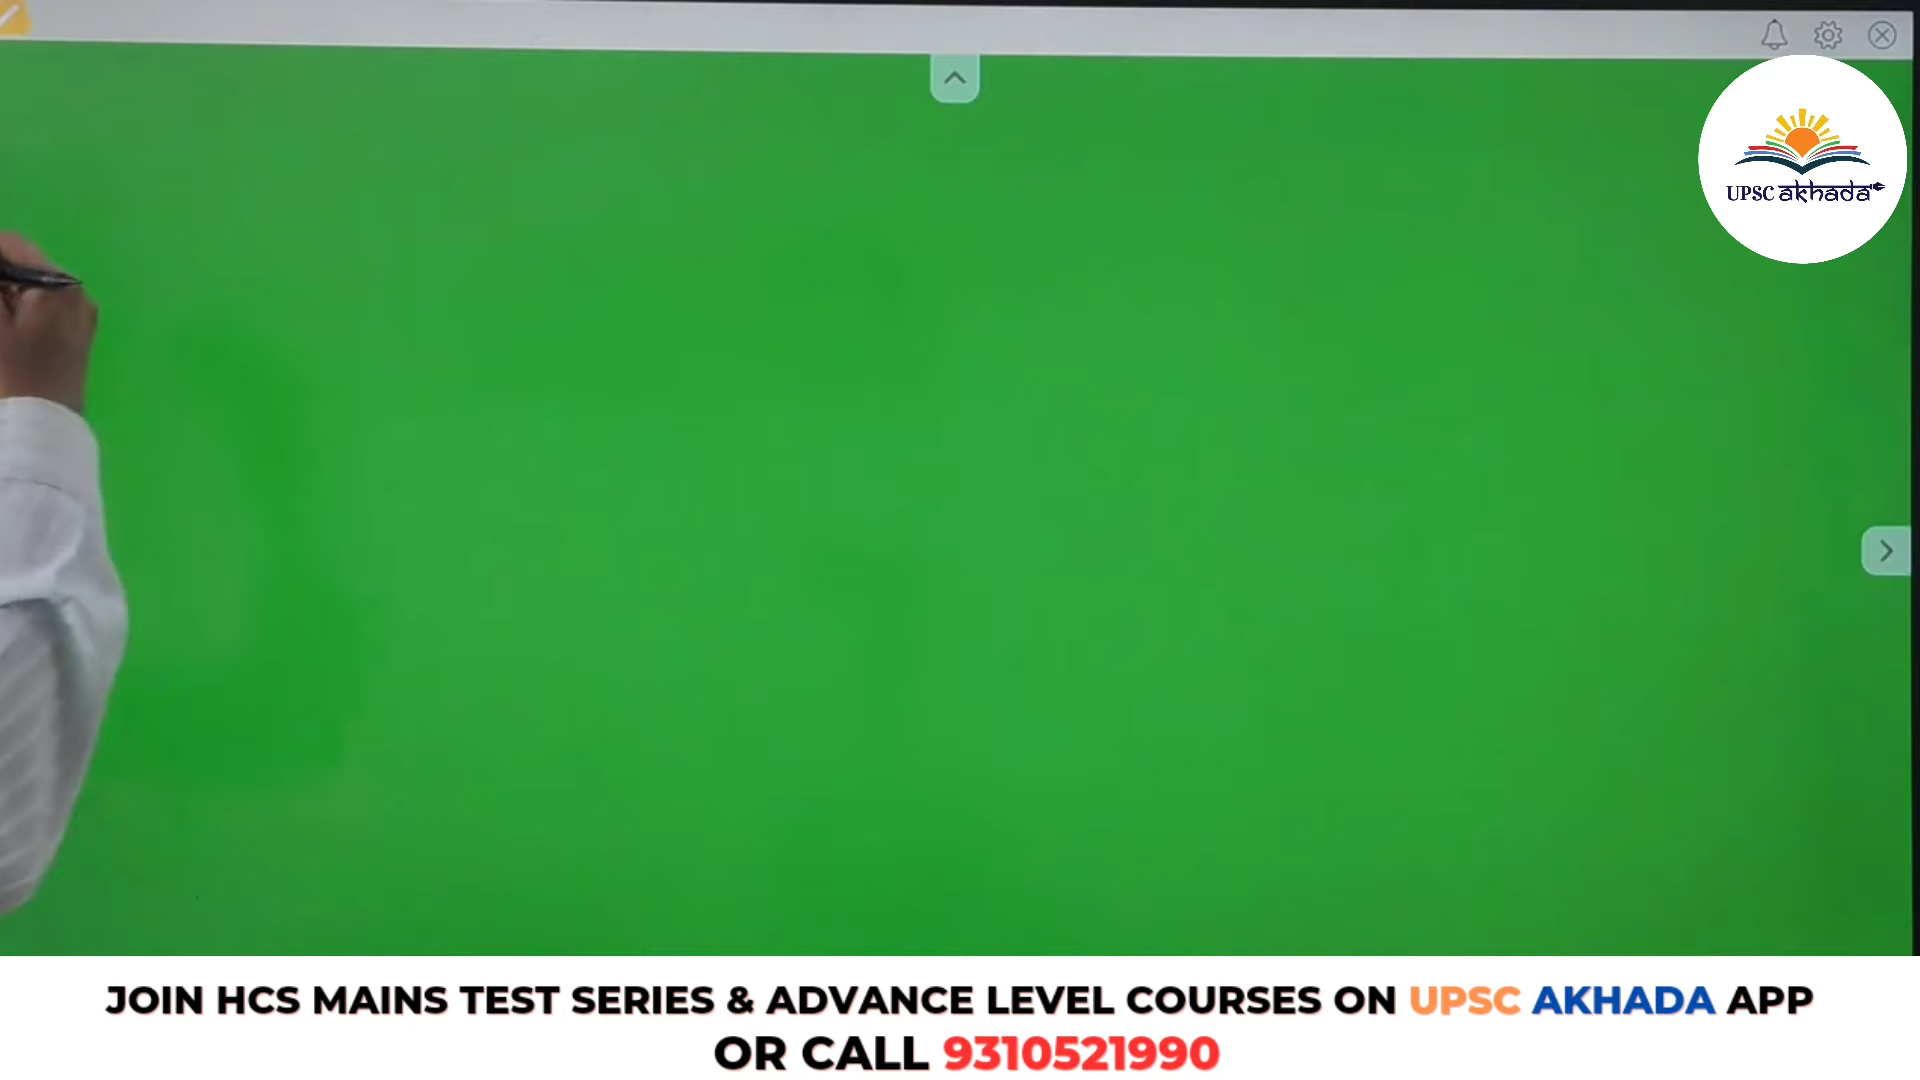 UPSC akhada
JOIN HCS MAINS TEST SERIES & ADVANCE LEVEL COURSES ON UPSC AKHADA APP
OR CALL 9310521990